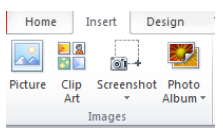 Home Insert Design
Picture Clip Screenshot Photo
Art Album
Images